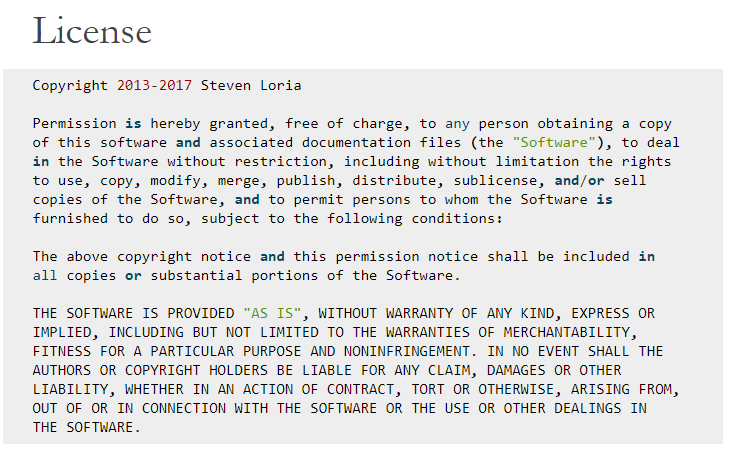 License
Copyright 2013-2017 Steven Loria
Permission is hereby granted, free of charge, to any person obtaining a copy
of this software and associated documentation files (the "Software"), to deal
in the Software without restriction, including without limitation the rights
to use, copy, modify, merge, publish, distribute, sublicense, and/or sell
copies of the Software, and to permit persons to whom the Software is
furnished to do so, subject to the following conditions:
The above copyright notice and this permission notice shall be included in
all copies or substantial portions of the Software.
THE SOFTWARE IS PROVIDED "AS IS", WITHOUT WARRANTY OF ANY KIND, EXPRESS OR
IMPLIED, INCLUDING BUT NOT LIMITED TO THE WARRANTIES OF MERCHANTABILITY,
FITNESS FOR A PARTICULAR PURPOSE AND NONINFRINGEMENT. IN NO EVENT SHALL THE
AUTHORS OR COPYRIGHT HOLDERS BE LIABLE FOR ANY CLAIM, DAMAGES OR OTHER
LIABILITY, WHETHER IN AN ACTION OF CONTRACT, TORT OR OTHERWISE, ARISING FROM,
OUT OF OR IN CONNECTION WITH THE SOFTWARE OR THE USE OR OTHER DEALINGS IN
THE SOFTWARE.